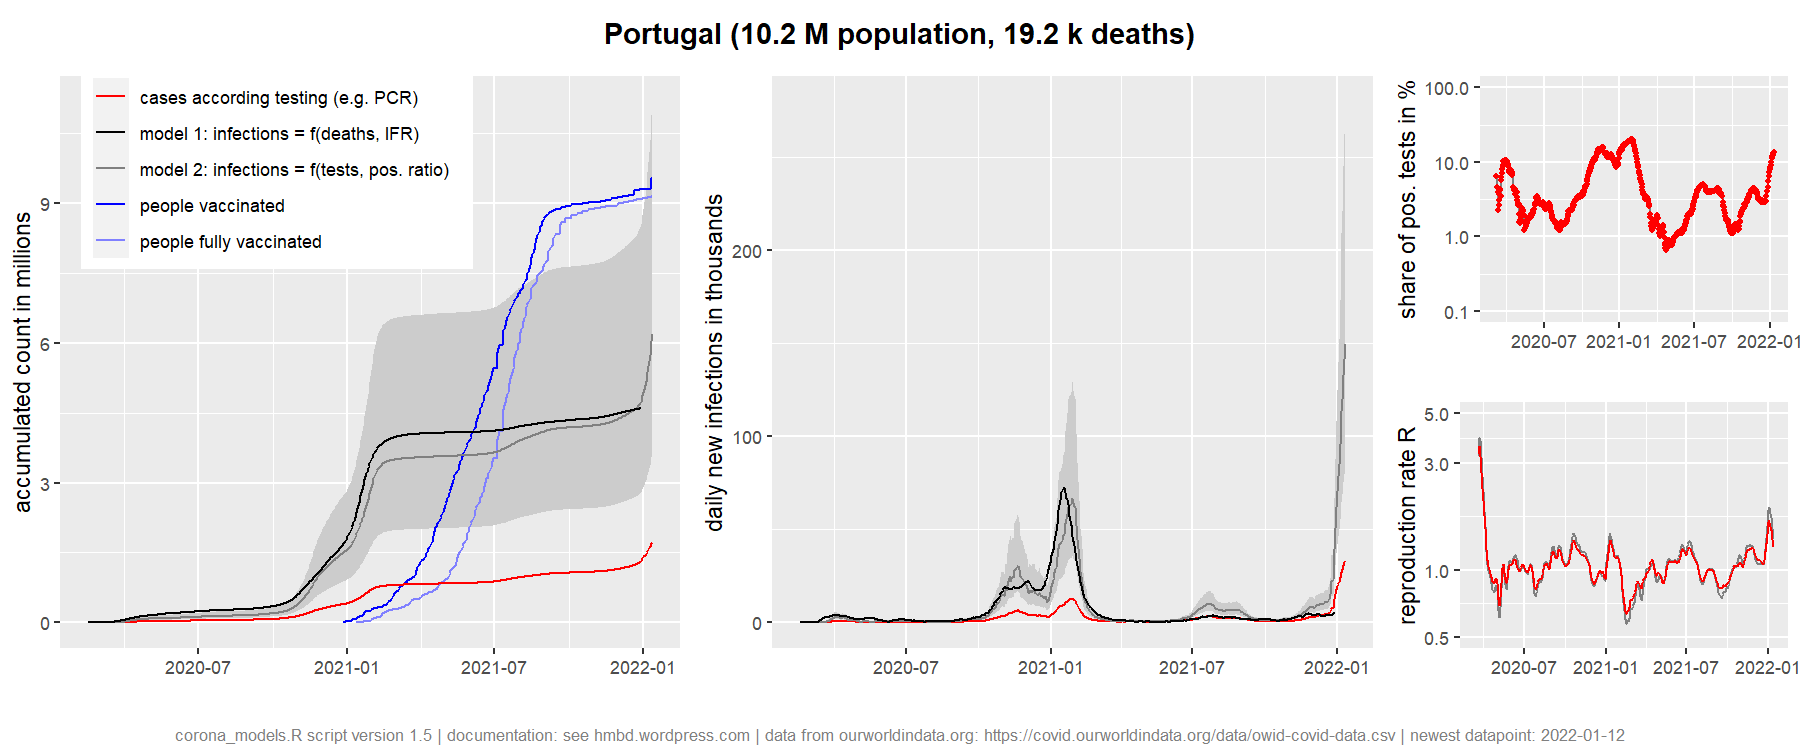 Portugal (10.2 M population, 19.2 k deaths)
accumulated count in millions
9
6
3
0
cases according testing (e.g. PCR)
model 1: infections = f(deaths, IFR)
model 2: infections = f(tests, pos. ratio)
people vaccinated
people fully vaccinated
2020-07 2021-01 2021-07 2022-01
daily new infections in thousands
200
100
0
2020-07 2021-01 2021-07 2022-01
share of pos. tests in %
100.0
10.0
1.0
0.1
2020-07 2021-01 2021-07 2022-01
reproduction rate R
5.0
3.0
1.0
0.5
2020-07 2021-01 2021-07 2022-01
corona_models.R script version 1.5 | documentation: see hmbd.wordpress.com | data from ourworldindata.org: https://covid.ourworldindata.org/data/owid-covid-data.csv | newest datapoint: 2022-01-12